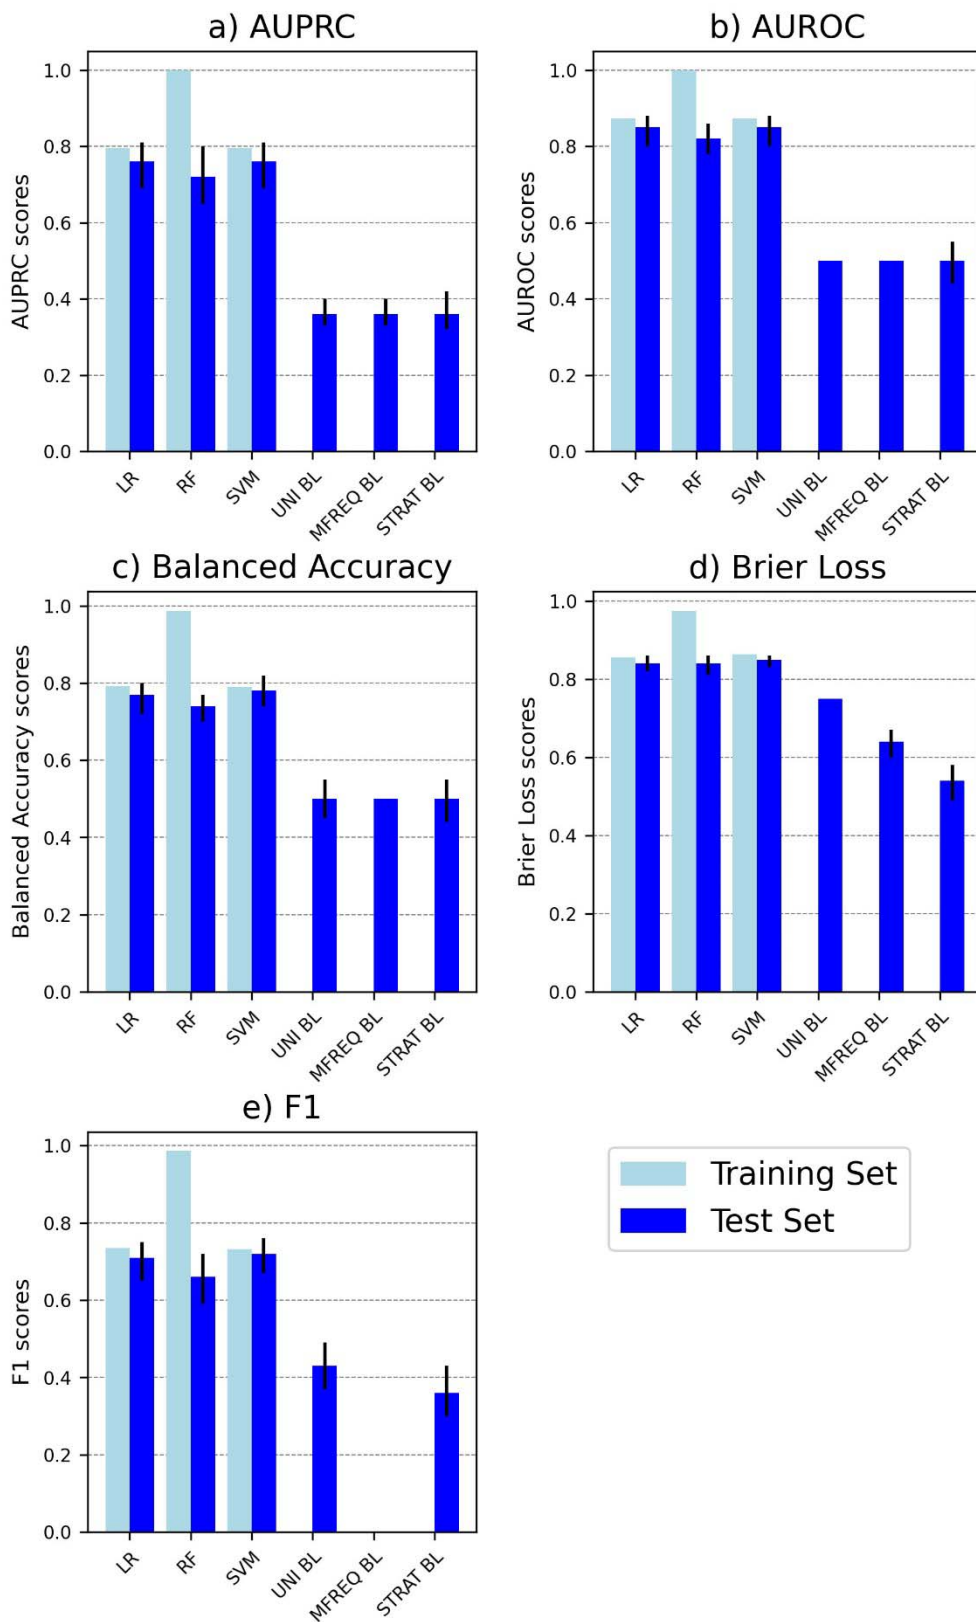 a) AUPRC
AUPRC scores
1.0
0.8
0.6
0.4
0.2
0.0
LR
RF
SVM
UNI BL
MFREQ BL
STRAT BL
b) AUROC
AUROC scores
1.0
0.8
0.6
0.4
0.2
0.0
LR
RF
SVM
UNI BL
MFREQ BL
STRAT BL
c) Balanced Accuracy
Balanced Accuracy scores
1.0
0.8
0.6
0.4
0.2
0.0
LR
RF
SVM
UNI BL
MFREQ BL
STRAT BL
d) Brier Loss
Brier Loss scores
1.0
0.8
0.6
0.4
0.2
0.0
LR
RF
SVM
UNI BL
MFREQ BL
STRAT BL
e) F1
F1 scores
1.0
0.8
0.6
0.4
0.2
0.0
LR
RF
SVM
UNI BL
MFREQ BL
STRAT BL
Training Set
Test Set